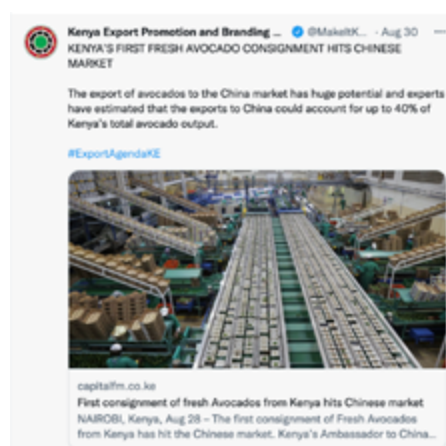 Kenya Export Promotion and Branding ... @MakeItK... · Aug 30
KENYA'S FIRST FRESH AVOCADO CONSIGNMENT HITS CHINESE
MARKET
The export of avocados to the China market has huge potential and experts
have estimated that the exports to China could account for up to 40% of
Kenya's total avocado output.
#ExportAgendaKE
capitalfm.co.ke
First consignment of fresh Avocados from Kenya hits Chinese market
NAIROBI, Kenya, Aug 28 – The first consignment of Fresh Avocados
from Kenya has hit the Chinese market. Kenya's Ambassador to China...